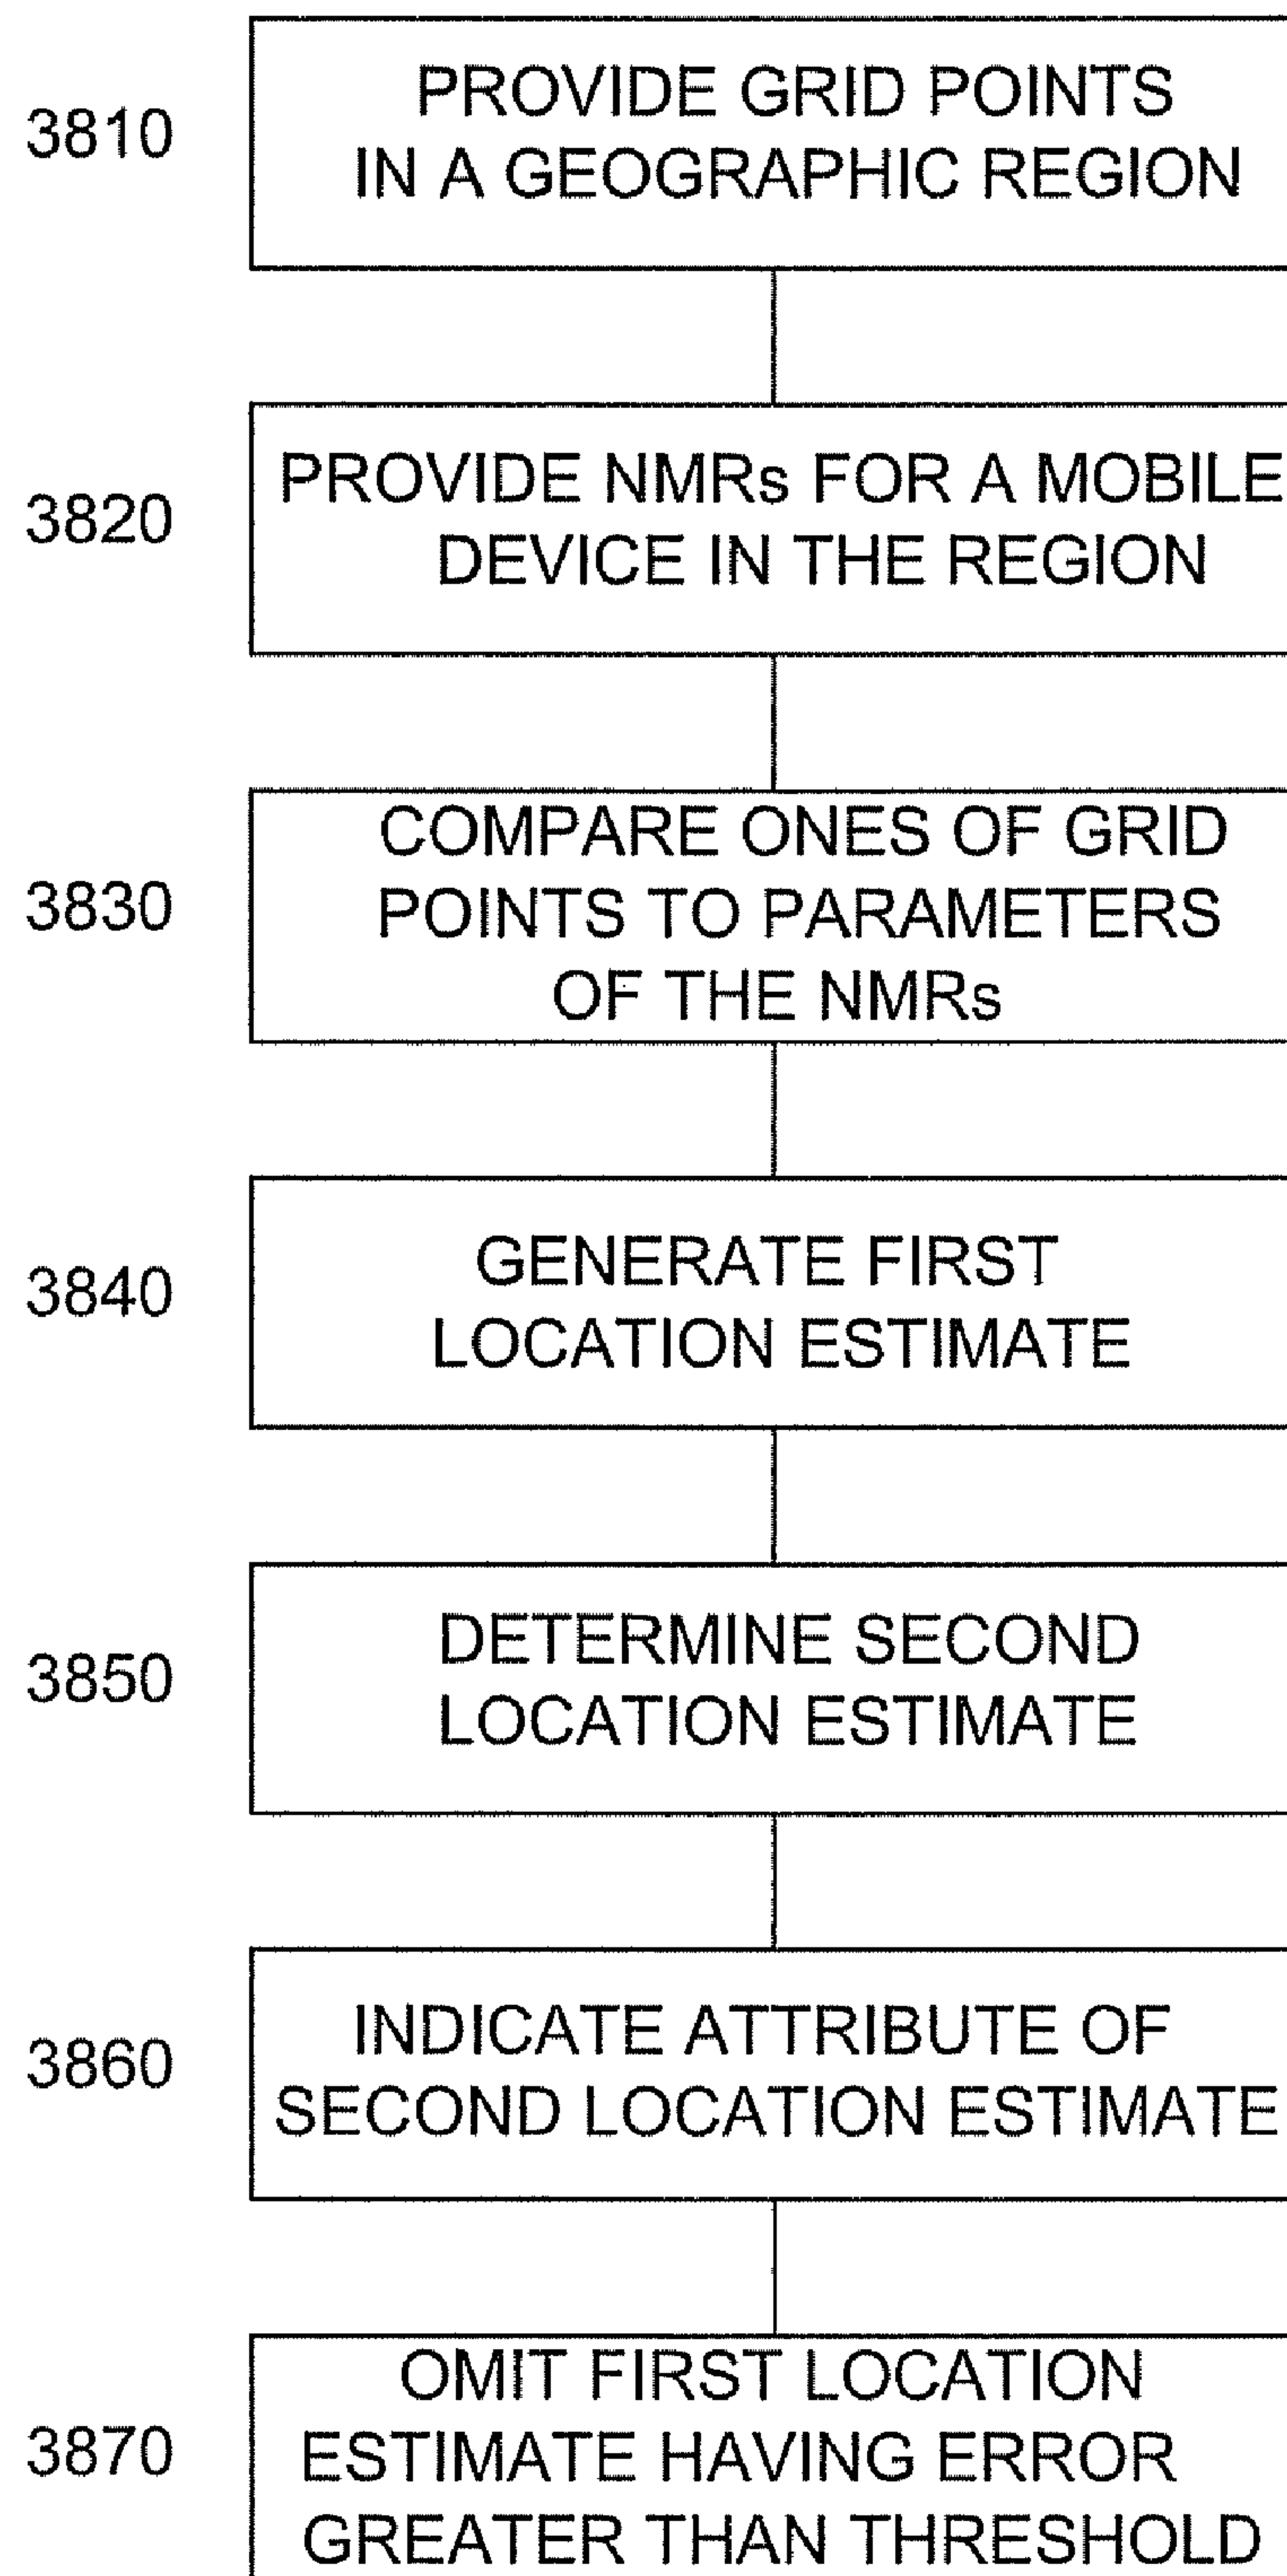 3810
PROVIDE GRID POINTS
IN A GEOGRAPHIC REGION
3820
PROVIDE NMRs FOR A MOBILE
DEVICE IN THE REGION
3830
COMPARE ONES OF GRID
POINTS TO PARAMETERS
OF THE NMRs
3840
GENERATE FIRST
LOCATION ESTIMATE
3850
DETERMINE SECOND
LOCATION ESTIMATE
3860
INDICATE ATTRIBUTE OF
SECOND LOCATION ESTIMATE
3870
OMIT FIRST LOCATION
ESTIMATE HAVING ERROR
GREATER THAN THRESHOLD